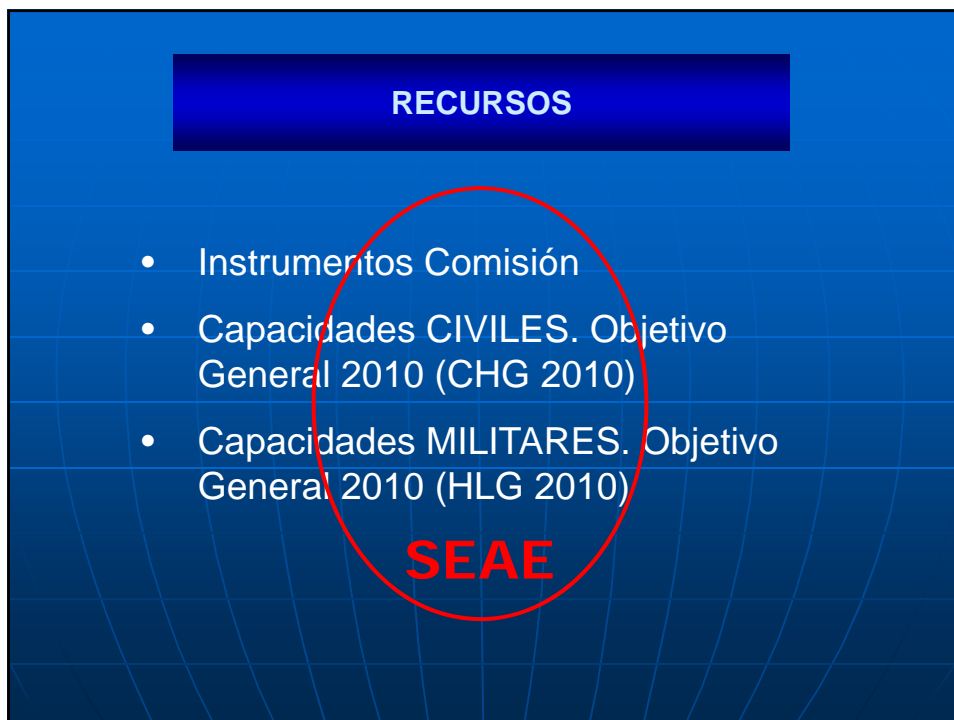 RECURSOS
• Instrumentos Comisión
• Capacidades CIVILES. Objetivo
General 2010 (CHG 2010)
• Capacidades MILITARES. Objetivo
General 2010 (HLG 2010)
SEAE